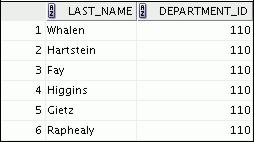 LAST_NAME DEPARTMENT_ID
1 Whalen 110
2 Hartstein 110
3 Fay 110
4 Higgins 110
5 Gietz 110
6 Raphealy 110